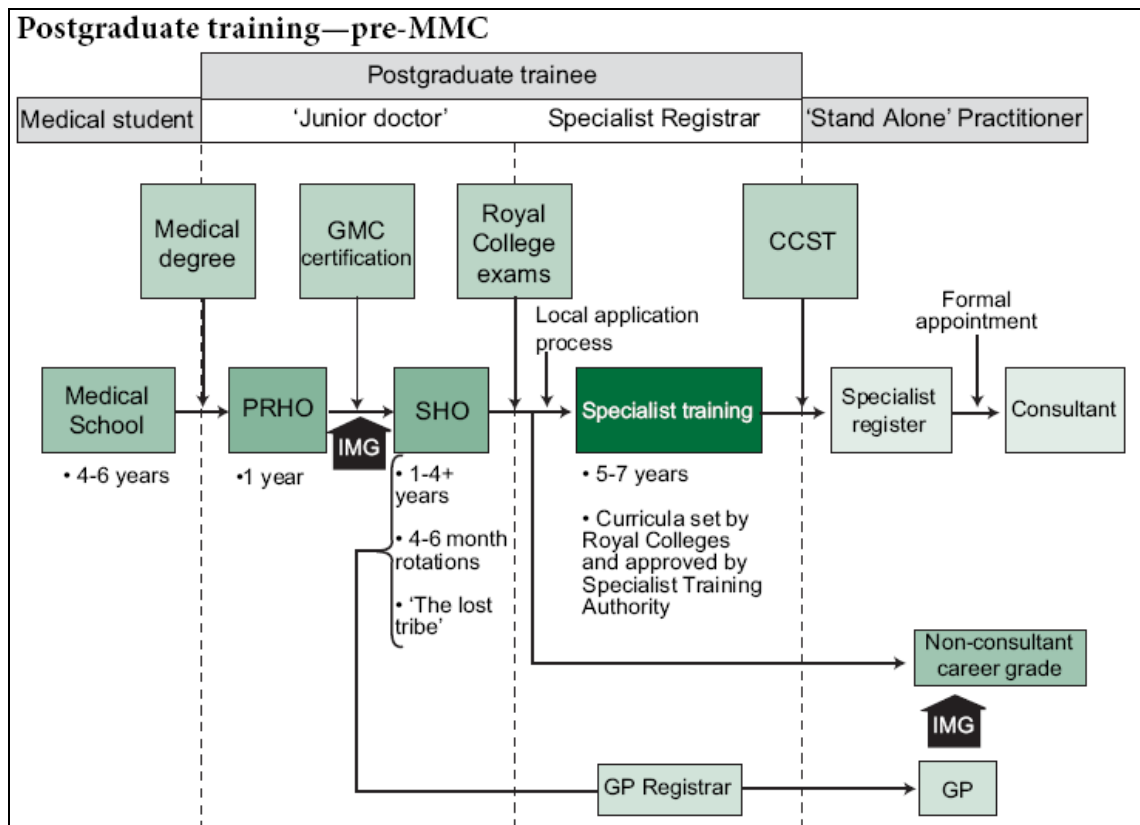 Postgraduate training—pre-MMC
Postgraduate trainee
Medical student
'Junior doctor'
Specialist Registrar
'Stand Alone' Practitioner
Medical
degree
GMC
certification
Royal
College
exams
CCST
Local application
process
Formal
appointment
Medical
School
PRHO
IMG
SHO
Specialist training
Specialist
register
Consultant
• 4-6 years
•1 year
• 1-4+
years
• 4-6 month
rotations
• 'The lost
tribe'
• 5-7 years
• Curricula set by
Royal Colleges
and approved by
Specialist Training
Authority
Non-consultant
career grade
IMG
GP Registrar
GP